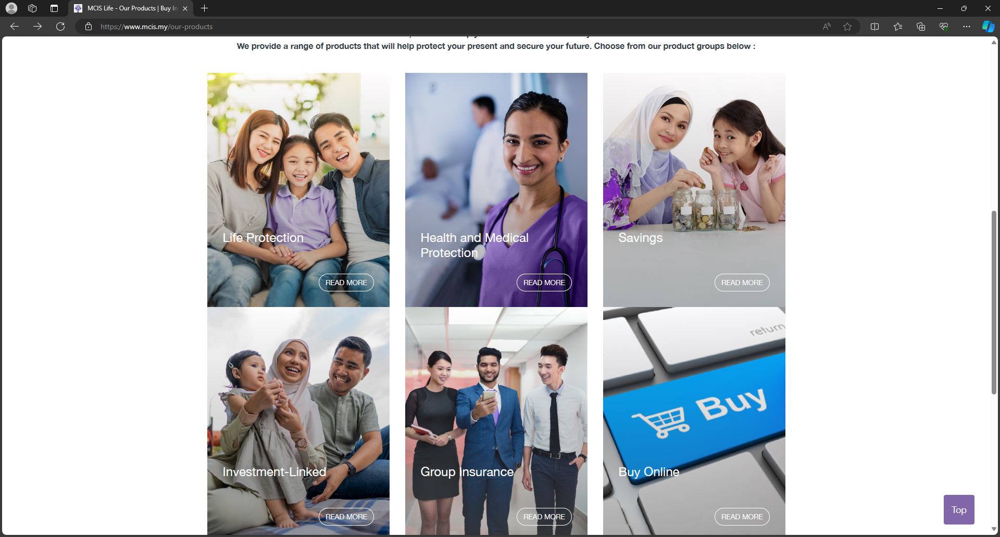 MCIS Life - Our Products | Buy In
https://www.mcis.my/our-products
We provide a range of products that will help protect your present and secure your future. Choose from our product groups below :
Life Protection
READ MORE
Health and Medical
Protection
READ MORE
Savings
READ MORE
Investment-Linked
READ MORE
Group Insurance
READ MORE
return
Buy
Buy Online
READ MORE
Top